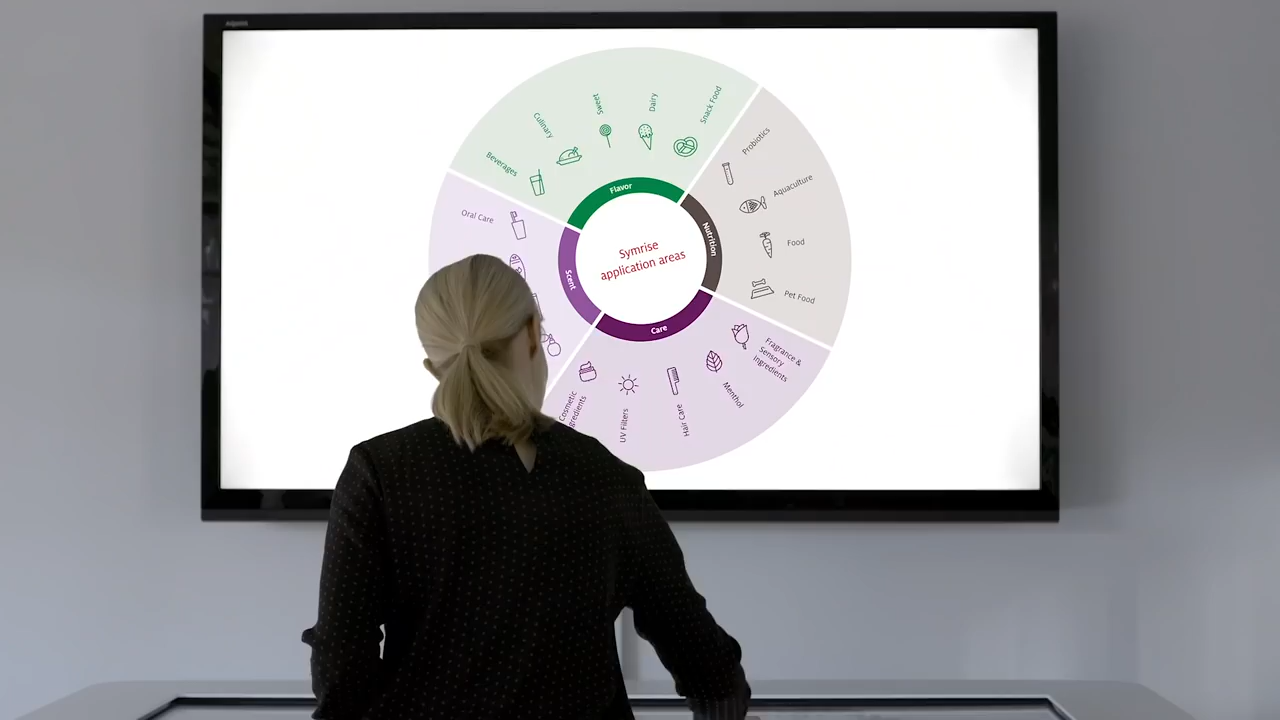 Beverages
Culinary
Sweet
Dairy
Snack Food
Flavor
Probiotics
Aquaculture
Food
Pet Food
Nutrition
Symrise
application areas
Oral Care
Scent
Care
Fragrance &
Sensory
Ingredients
Menthol
Hair Care
UV Filters
Cosmetic